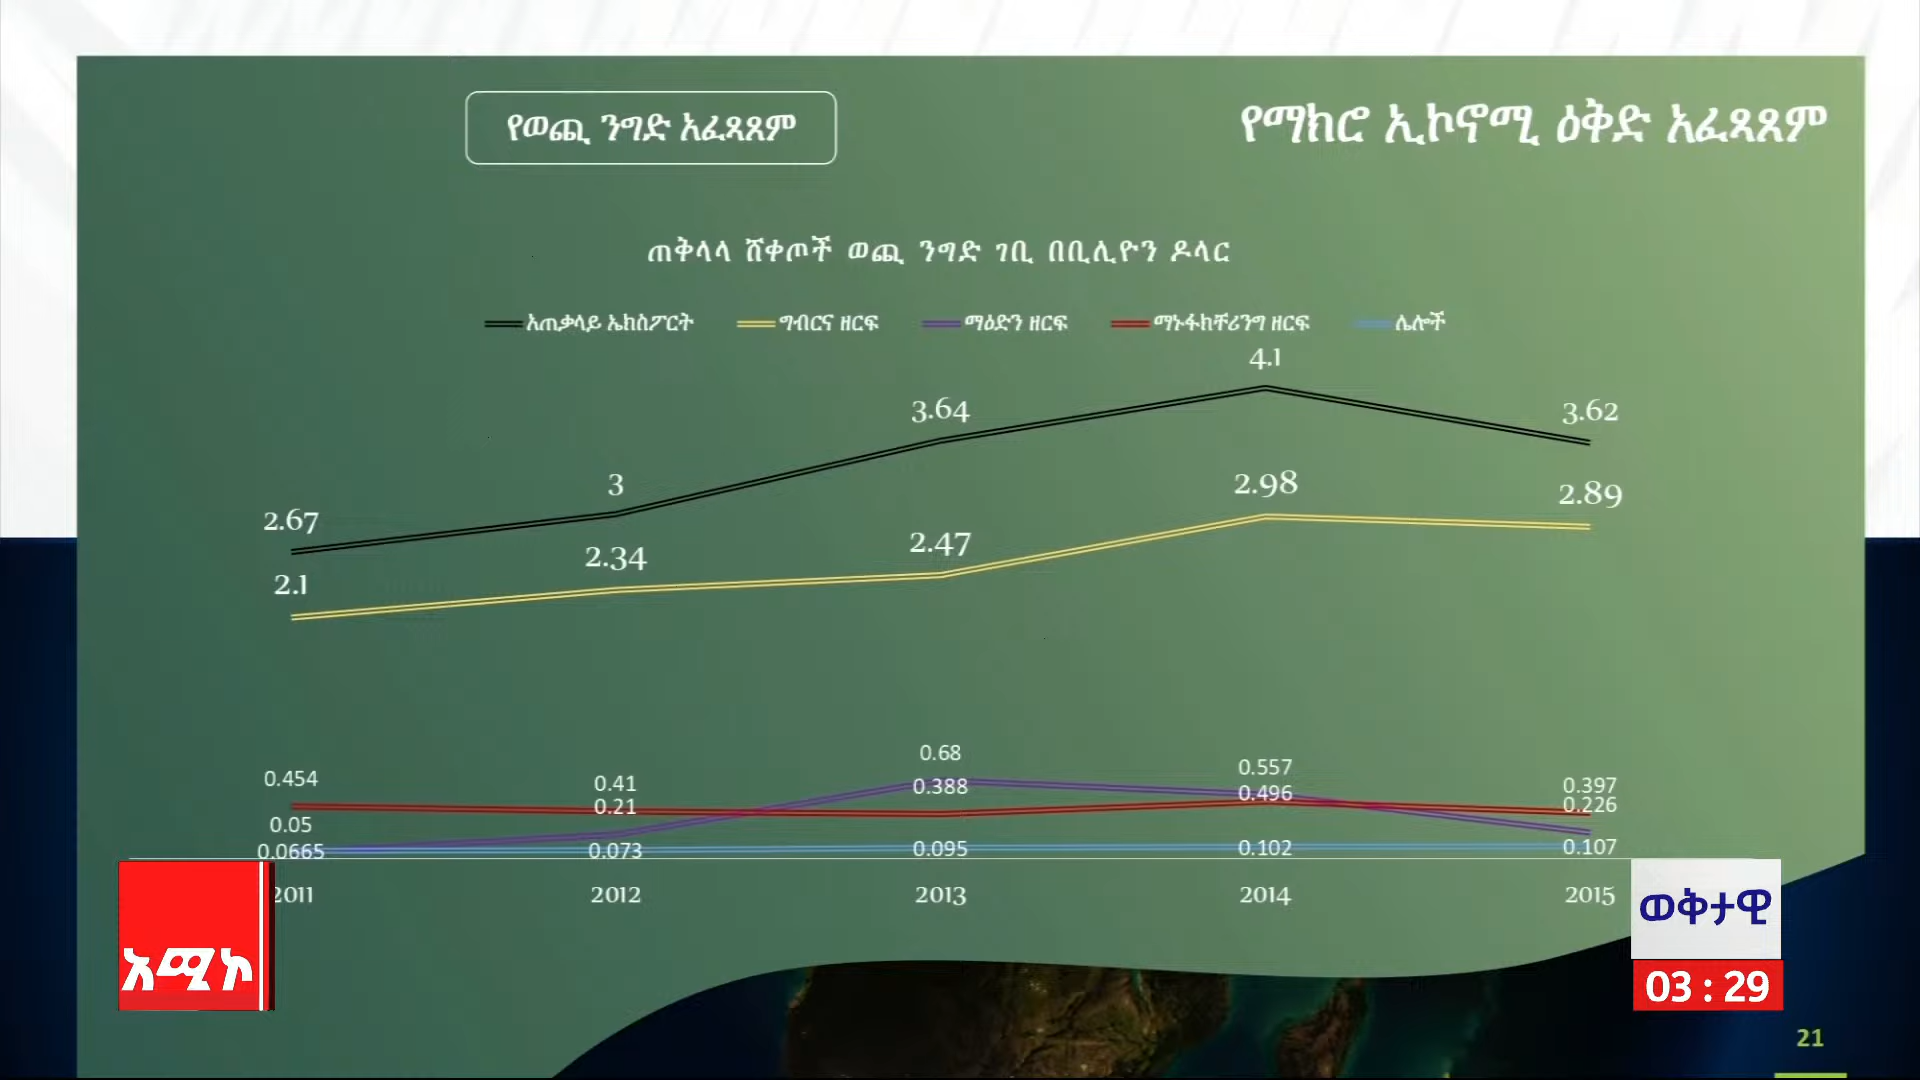 የወጪ ንግድ አፈጻጸም
የማክሮ ኢኮኖሚ ዕቅድ አፈጻጸም
ጠቅላላ ሸቀጦች ወጪ ንግድ ገቢ በቢሊዮን ዶላር
አጠቃላይ ኤክስፖርት ግብርና ዘርፍ ማዕድን ዘርፍ ማኑፋክቸሪንግ ዘርፍ ሌሎች
4.1
3.64 3.62
3 2.98 2.89
2.67
2.34 2.47
2.1
0.68
0.454 0.41 0.388 0.557 0.397
0.21 0.496 0.226
0.05
0.0665 0.073 0.095 0.102 0.107
2011 2012 2013 2014 2015
አሚኮ
ወቅታዊ
03 : 29
21